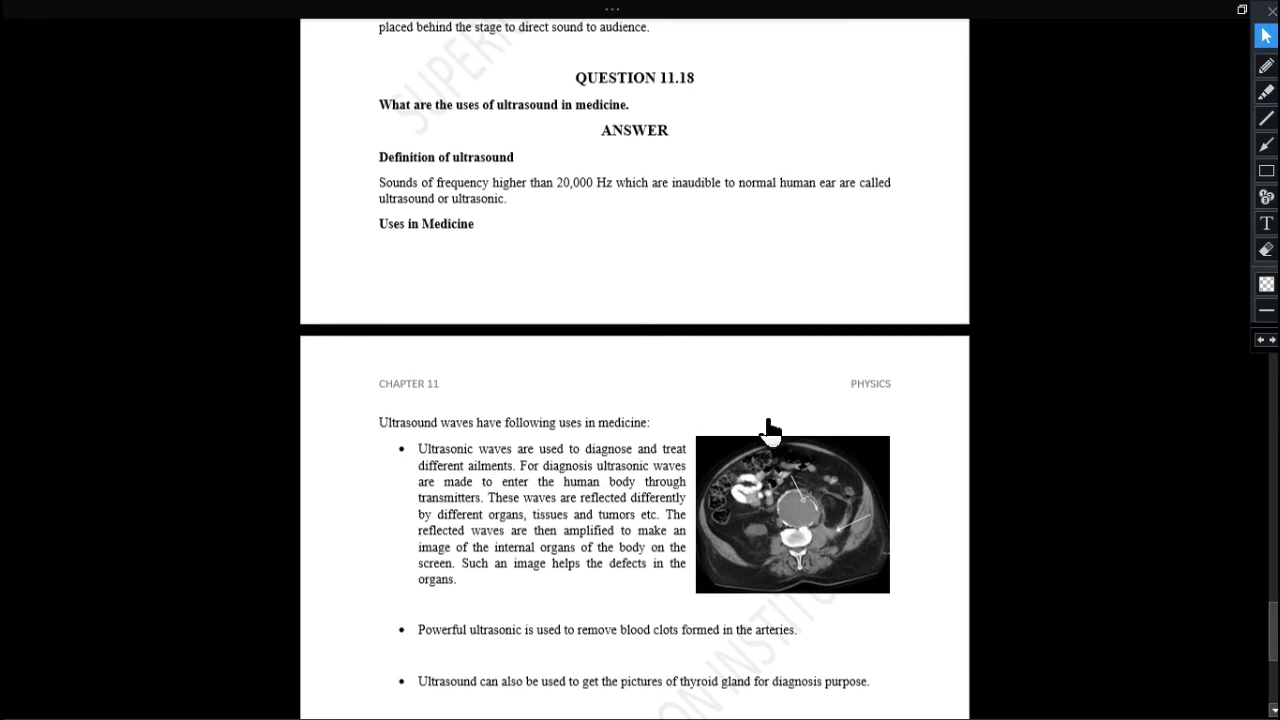 placed behind the stage to direct sound to audience.
QUESTION 11.18
What are the uses of ultrasound in medicine.
ANSWER
Definition of ultrasound
Sounds of frequency higher than 20,000 Hz which are inaudible to normal human ear are called
ultrasound or ultrasonic.
Uses in Medicine
CHAPTER 11
PHYSICS
Ultrasound waves have following uses in medicine:
• Ultrasonic waves are used to diagnose and treat
different ailments. For diagnosis ultrasonic waves
are made to enter the human body through
transmitters. These waves are reflected differently
by different organs, tissues and tumors etc. The
reflected waves are then amplified to make an
image of the internal organs of the body on the
screen. Such an image helps the defects in the
organs.
• Powerful ultrasonic is used to remove blood clots formed in the arteries.
• Ultrasound can also be used to get the pictures of thyroid gland for diagnosis purpose.